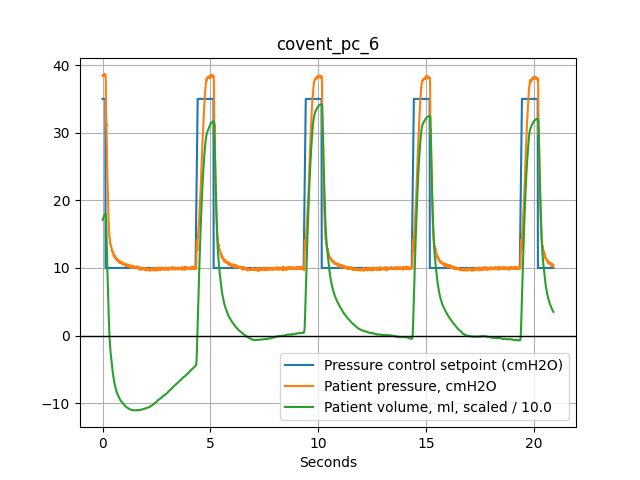 covent_pc_6
40
30
20
10
0
−10
0
5
10
15
20
Seconds
Pressure control setpoint (cmH2O)
Patient pressure, cmH2O
Patient volume, ml, scaled / 10.0